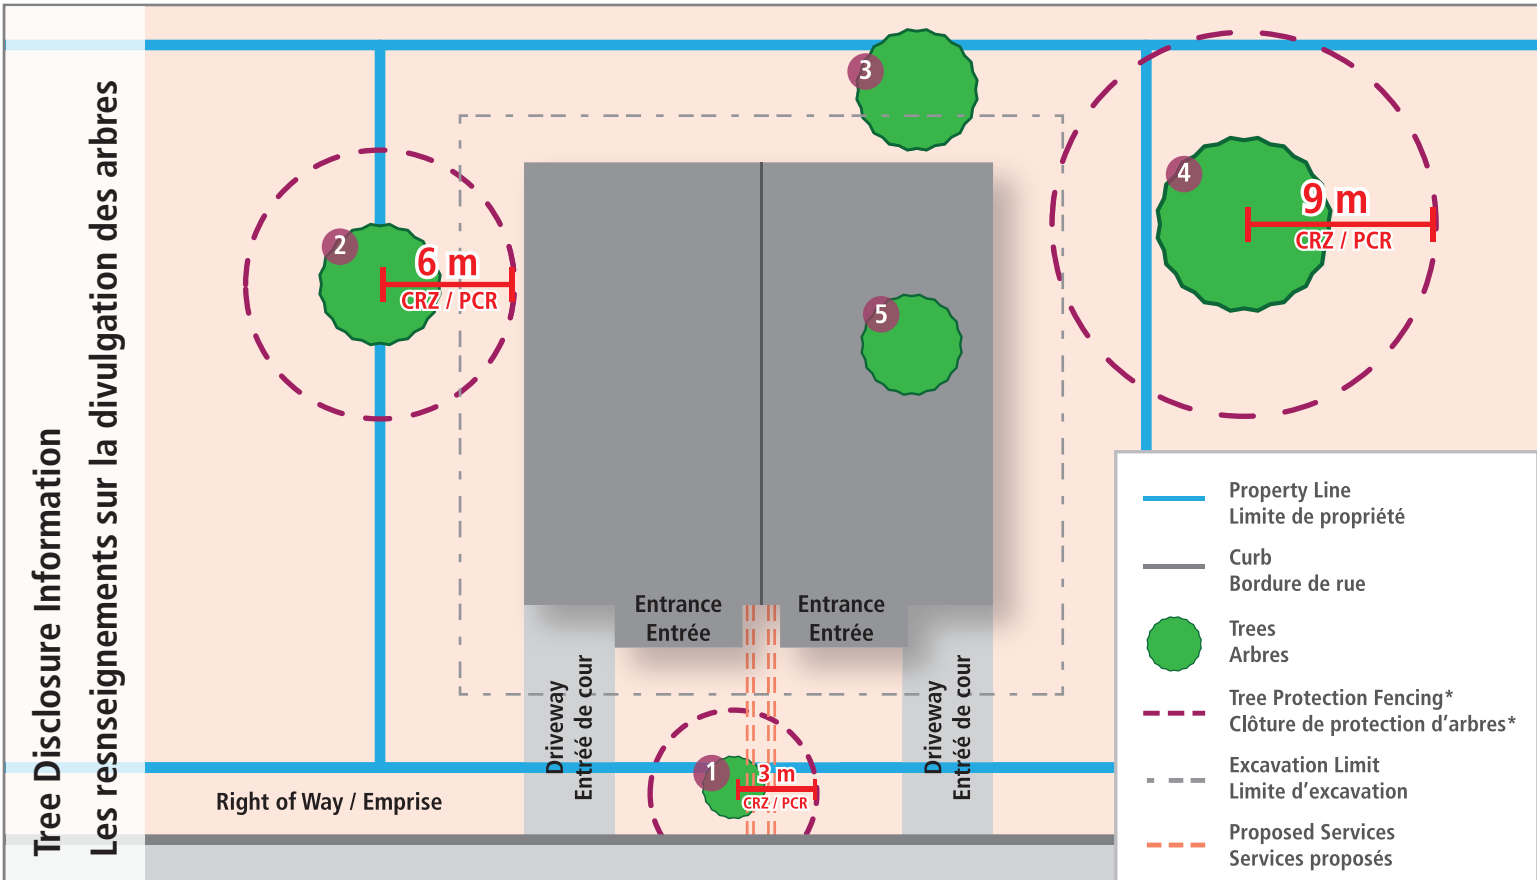 Tree Disclosure Information
Les resnseignements sur la divulgation des arbres
3
4
9 m
CRZ / PCR
2
6 m
CRZ / PCR
5
Entrance
Entrée
Entrance
Entrée
Driveway
Entréé de cour
Driveway
Entréé de cour
1
3 m
CRZ / PCR
Right of Way / Emprise
Property Line
Limite de propriété
Curb
Bordure de rue
Trees
Arbres
Tree Protection Fencing*
Clôture de protection d’arbres*
Excavation Limit
Limite d’excavation
Proposed Services
Services proposés